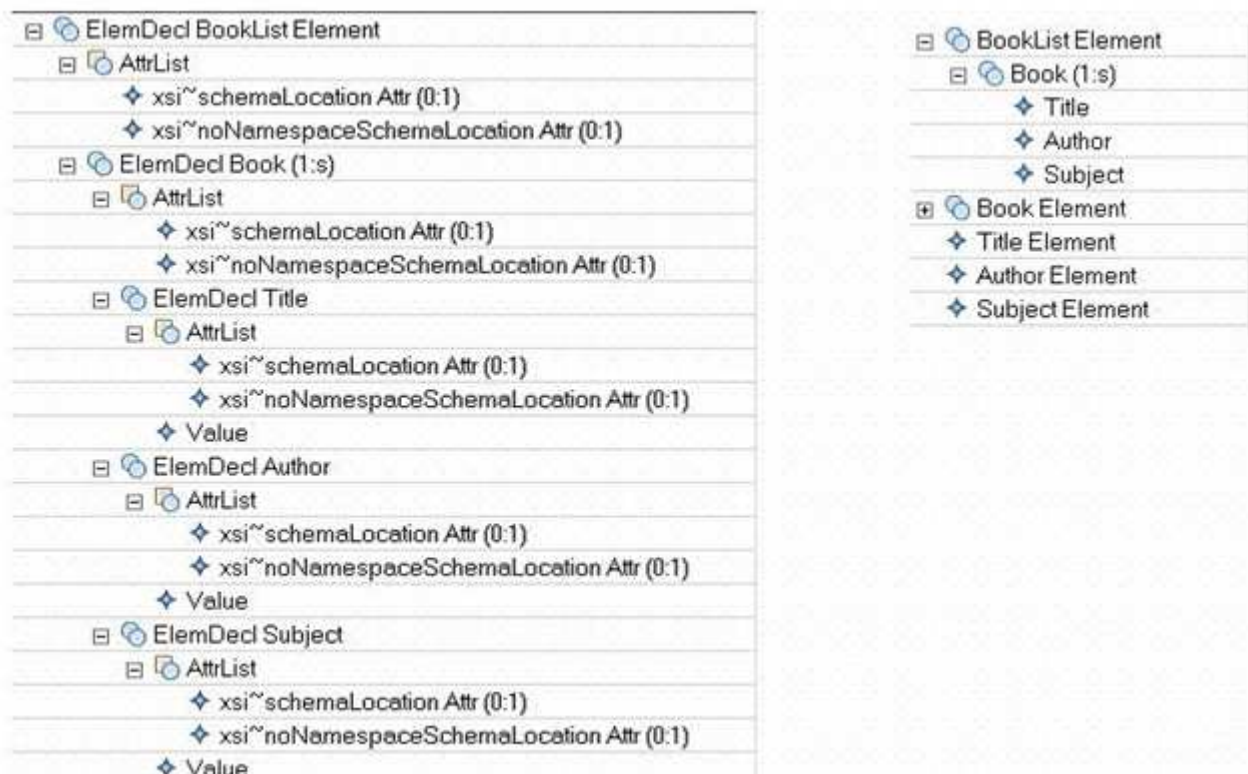 ElemDecl BookList Element
AttrList
xsi~schemaLocation Attr (0:1)
xsi~noNamespaceSchemaLocation Attr (0:1)
ElemDecl Book (1:s)
AttrList
xsi~schemaLocation Attr (0:1)
xsi~noNamespaceSchemaLocation Attr (0:1)
ElemDecl Title
AttrList
xsi~schemaLocation Attr (0:1)
xsi~noNamespaceSchemaLocation Attr (0:1)
Value
ElemDecl Author
AttrList
xsi~schemaLocation Attr (0:1)
xsi~noNamespaceSchemaLocation Attr (0:1)
Value
ElemDecl Subject
AttrList
xsi~schemaLocation Attr (0:1)
xsi~noNamespaceSchemaLocation Attr (0:1)
Value
BookList Element
Book (1:s)
Title
Author
Subject
Book Element
Title Element
Author Element
Subject Element